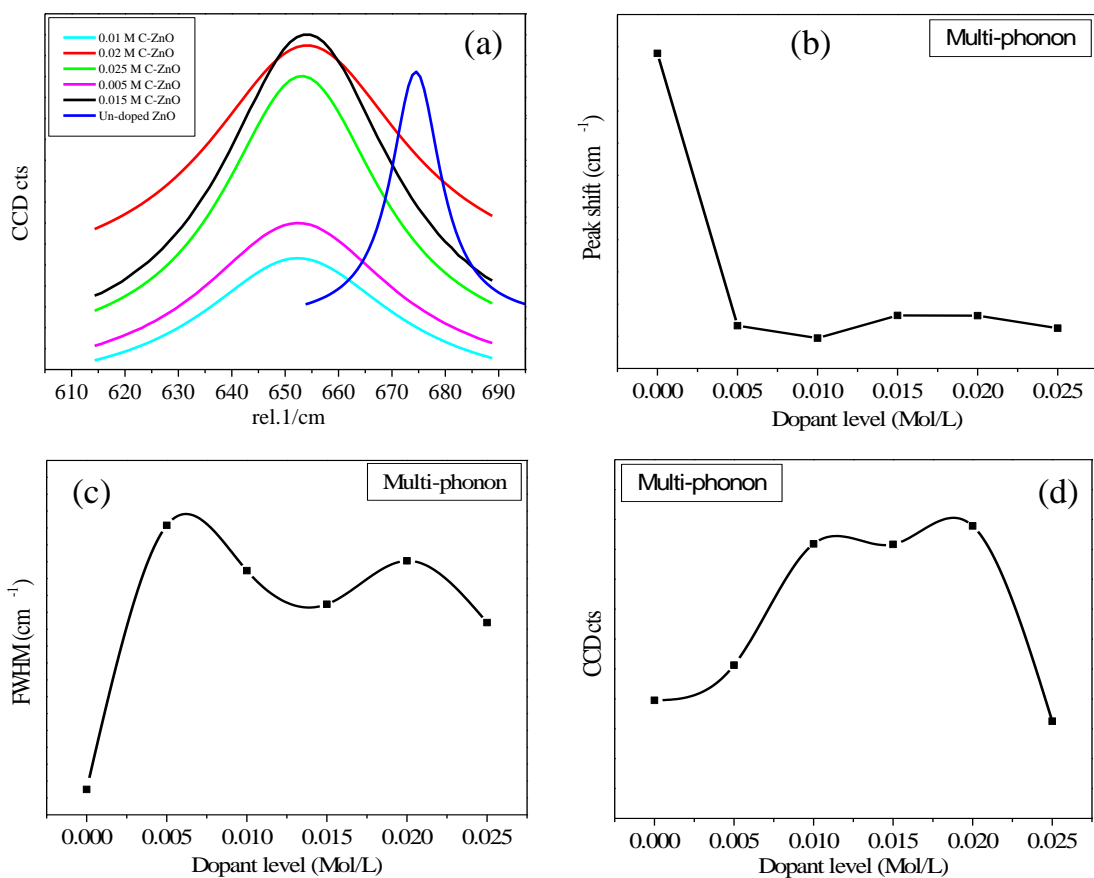 (a)
0.01 M C-ZnO
0.02 M C-ZnO
0.025 M C-ZnO
0.005 M C-ZnO
0.015 M C-ZnO
Un-doped ZnO
CCD cts
610 620 630 640 650 660 670 680 690
rel.1/cm
(b)
Multi-phonon
Peak shift (cm⁻¹)
0.000 0.005 0.010 0.015 0.020 0.025
Dopant level (Mol/L)
(c)
Multi-phonon
FWHM (cm⁻¹)
0.000 0.005 0.010 0.015 0.020 0.025
Dopant level (Mol/L)
Multi-phonon
(d)
CCD cts
0.000 0.005 0.010 0.015 0.020 0.025
Dopant level (Mol/L)